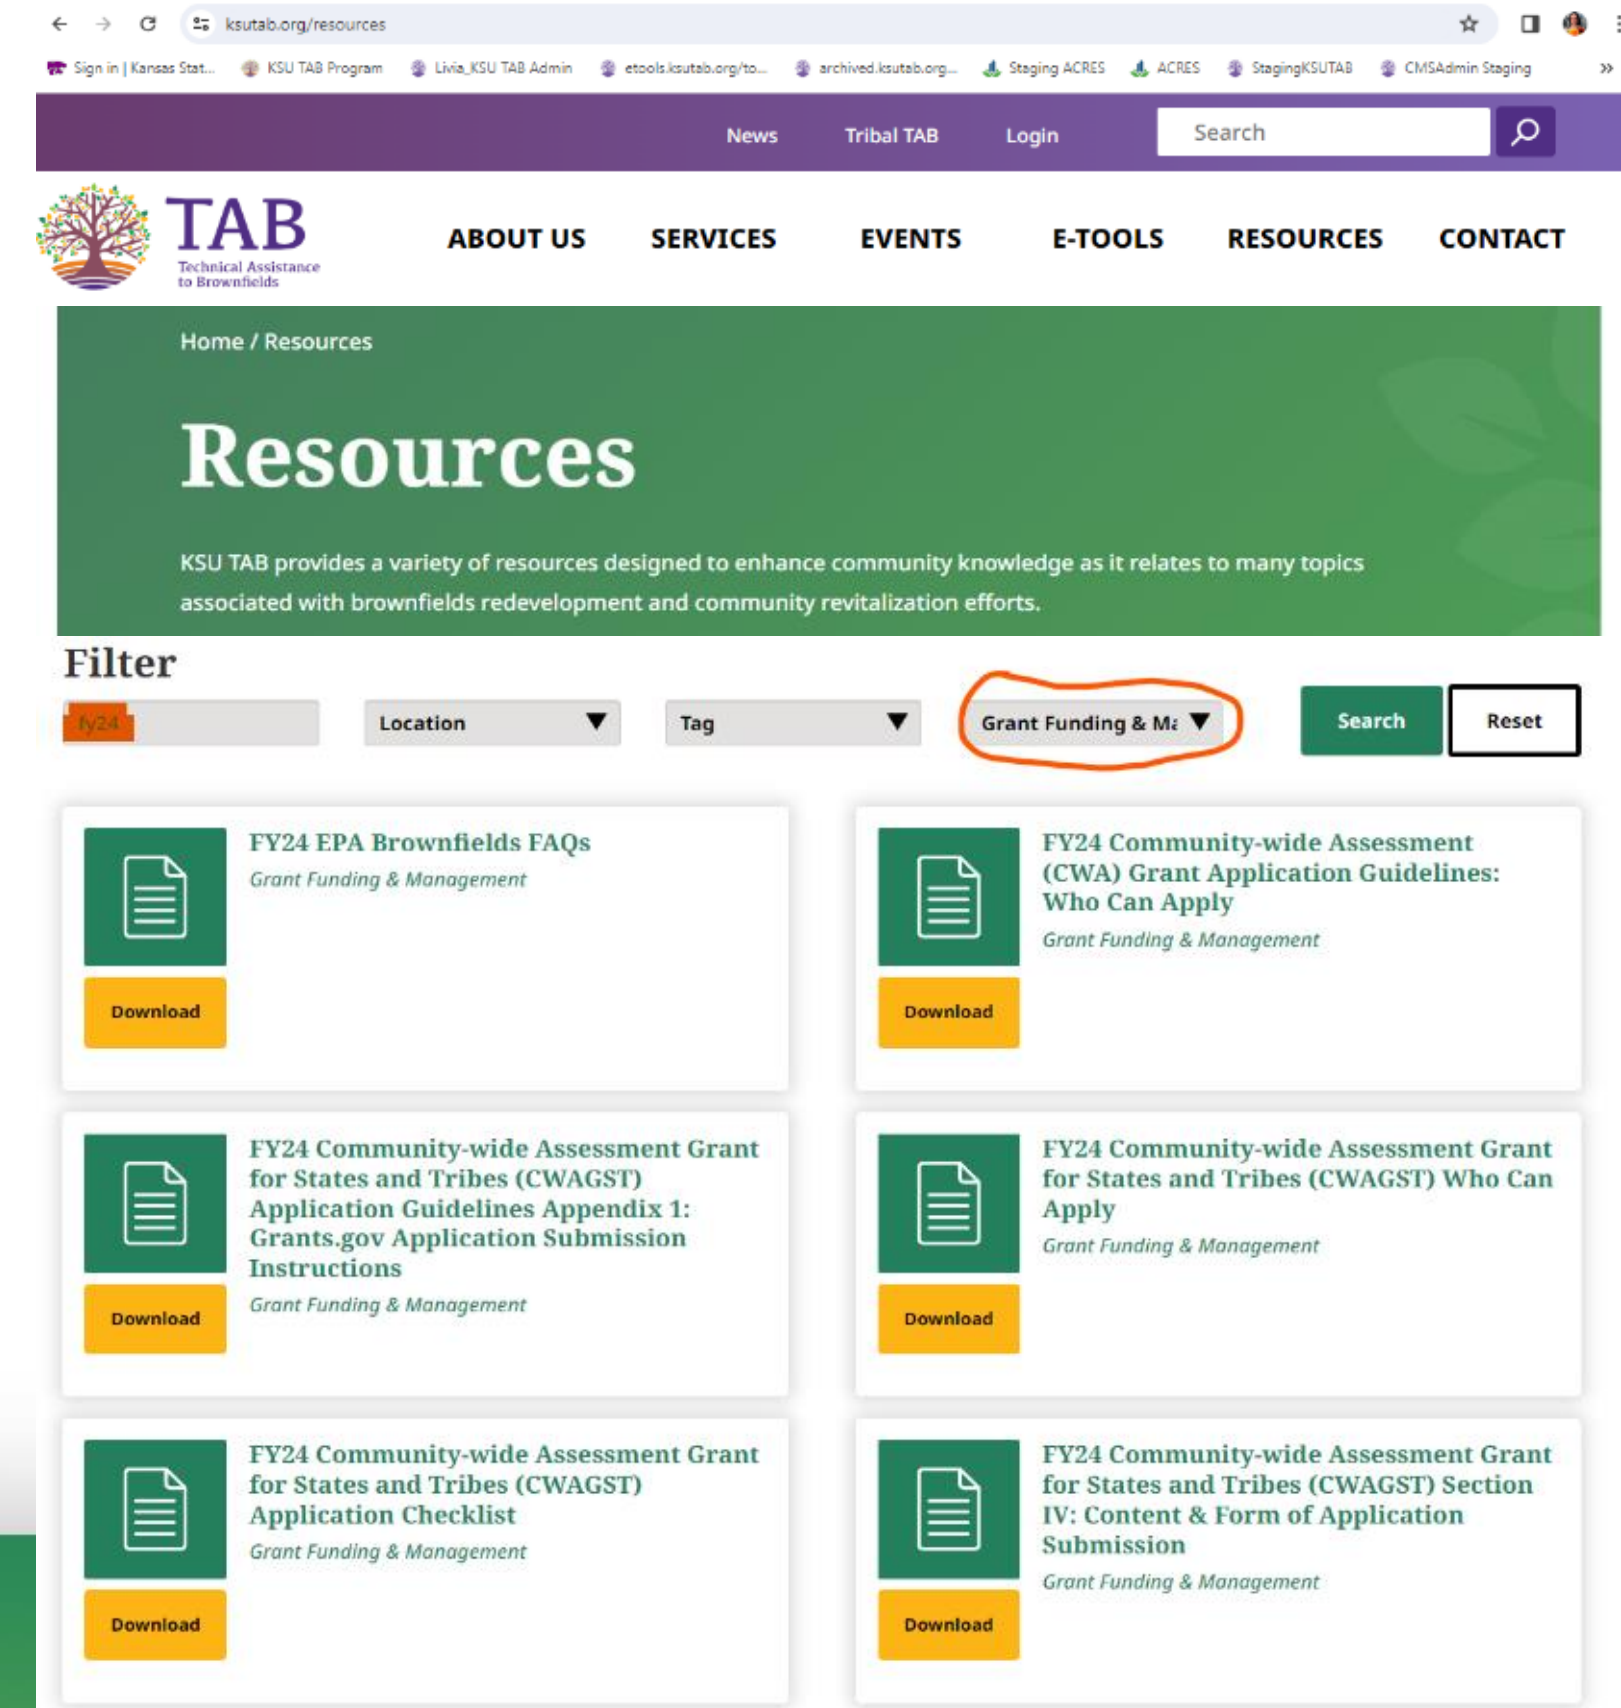 ksutab.org/resources
Sign in | Kansas Stat... KSU TAB Program Livia_KSU TAB Admin etools.ksutab.org/to... archived.ksutab.org... Staging ACRES ACRES StagingKSUTAB CMSAdmin Staging »
News Tribal TAB Login Search
TAB
Technical Assistance
to Brownfields
ABOUT US SERVICES EVENTS E-TOOLS RESOURCES CONTACT
Home / Resources
Resources
KSU TAB provides a variety of resources designed to enhance community knowledge as it relates to many topics
associated with brownfields redevelopment and community revitalization efforts.
Filter
fy24 Location Tag Grant Funding & Ma Search Reset
FY24 EPA Brownfields FAQs
Grant Funding & Management
Download
FY24 Community-wide Assessment
(CWA) Grant Application Guidelines:
Who Can Apply
Grant Funding & Management
Download
FY24 Community-wide Assessment Grant
for States and Tribes (CWAGST)
Application Guidelines Appendix 1:
Grants.gov Application Submission
Instructions
Grant Funding & Management
Download
FY24 Community-wide Assessment Grant
for States and Tribes (CWAGST) Who Can
Apply
Grant Funding & Management
Download
FY24 Community-wide Assessment Grant
for States and Tribes (CWAGST)
Application Checklist
Grant Funding & Management
Download
FY24 Community-wide Assessment Grant
for States and Tribes (CWAGST) Section
IV: Content & Form of Application
Submission
Grant Funding & Management
Download